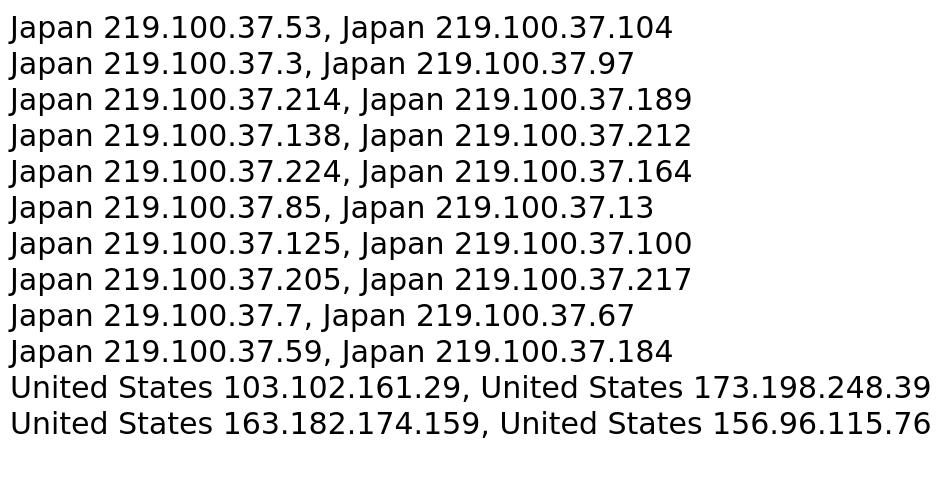 Japan 219.100.37.53, Japan 219.100.37.104
Japan 219.100.37.3, Japan 219.100.37.97
Japan 219.100.37.214, Japan 219.100.37.189
Japan 219.100.37.138, Japan 219.100.37.212
Japan 219.100.37.224, Japan 219.100.37.164
Japan 219.100.37.85, Japan 219.100.37.13
Japan 219.100.37.125, Japan 219.100.37.100
Japan 219.100.37.205, Japan 219.100.37.217
Japan 219.100.37.7, Japan 219.100.37.67
Japan 219.100.37.59, Japan 219.100.37.184
United States 103.102.161.29, United States 173.198.248.39
United States 163.182.174.159, United States 156.96.115.76